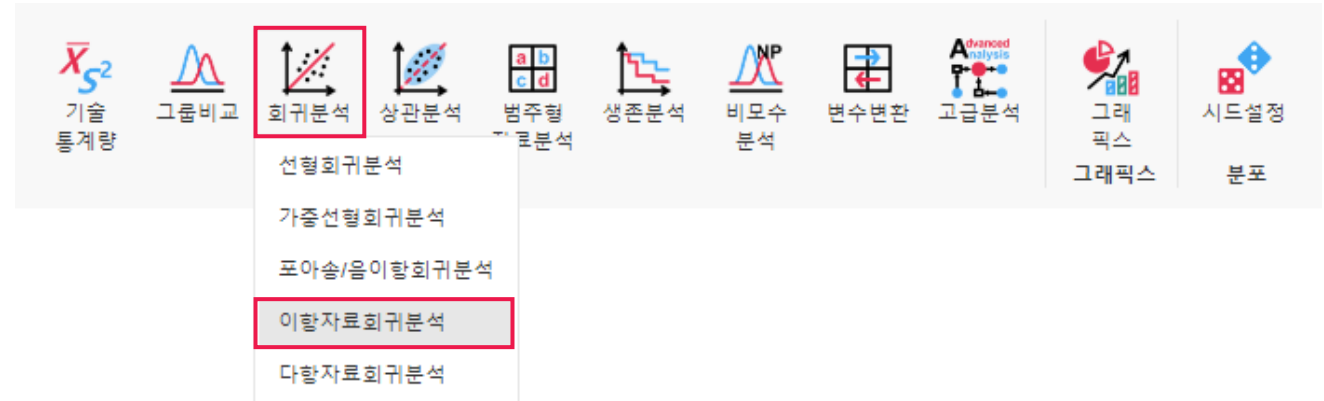 X̄ S²
NP
a b
c d
Advanced
Analysis
기술
통계량
그룹비교
회귀분석
상관분석
범주형
료분석
생존분석
비모수
분석
변수변환
고급분석
그래
픽스
시드설정
그래픽스
분포
선형회귀분석
가중선형회귀분석
포아송/음이항회귀분석
이항자료회귀분석
다항자료회귀분석